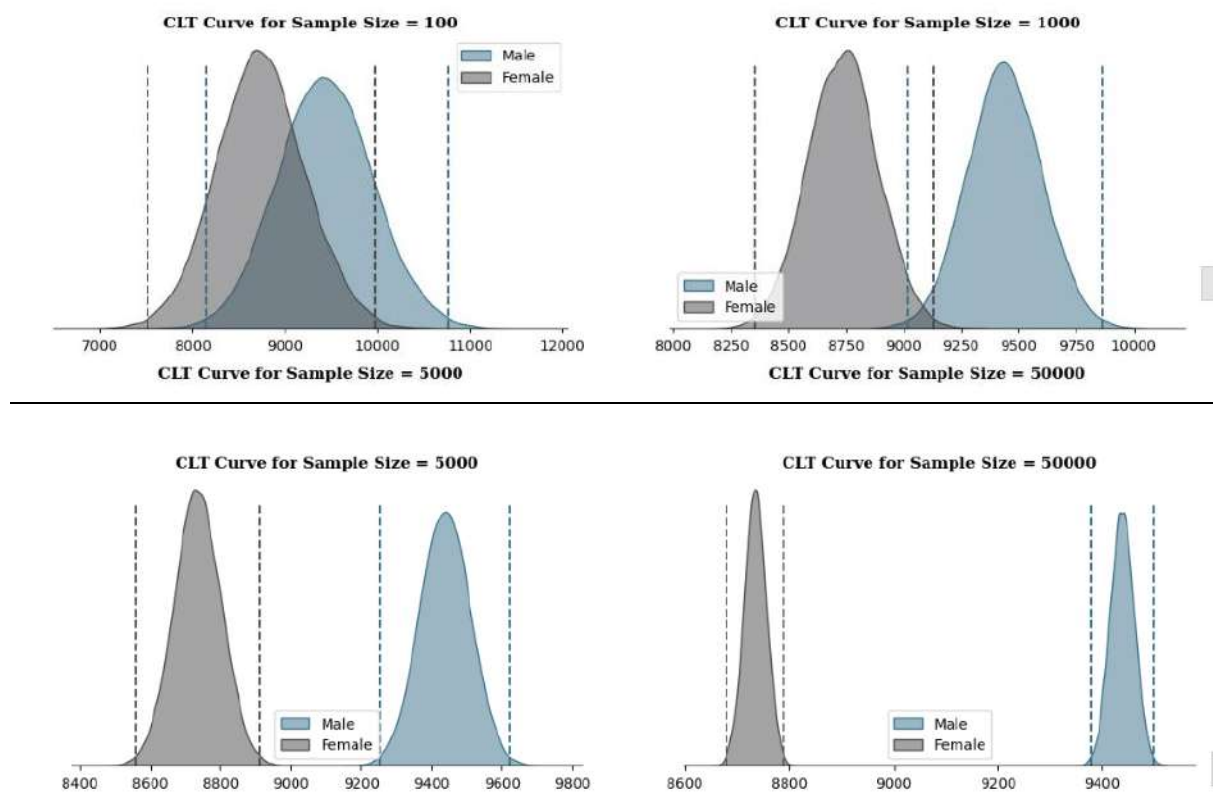 CLT Curve for Sample Size = 100
Male
Female
7000 8000 9000 10000 11000 12000
CLT Curve for Sample Size = 1000
Male
Female
8000 8250 8500 8750 9000 9250 9500 9750 10000
CLT Curve for Sample Size = 5000
CLT Curve for Sample Size = 50000
CLT Curve for Sample Size = 5000
Male
Female
8400 8600 8800 9000 9200 9400 9600 9800
CLT Curve for Sample Size = 50000
Male
Female
8600 8800 9000 9200 9400